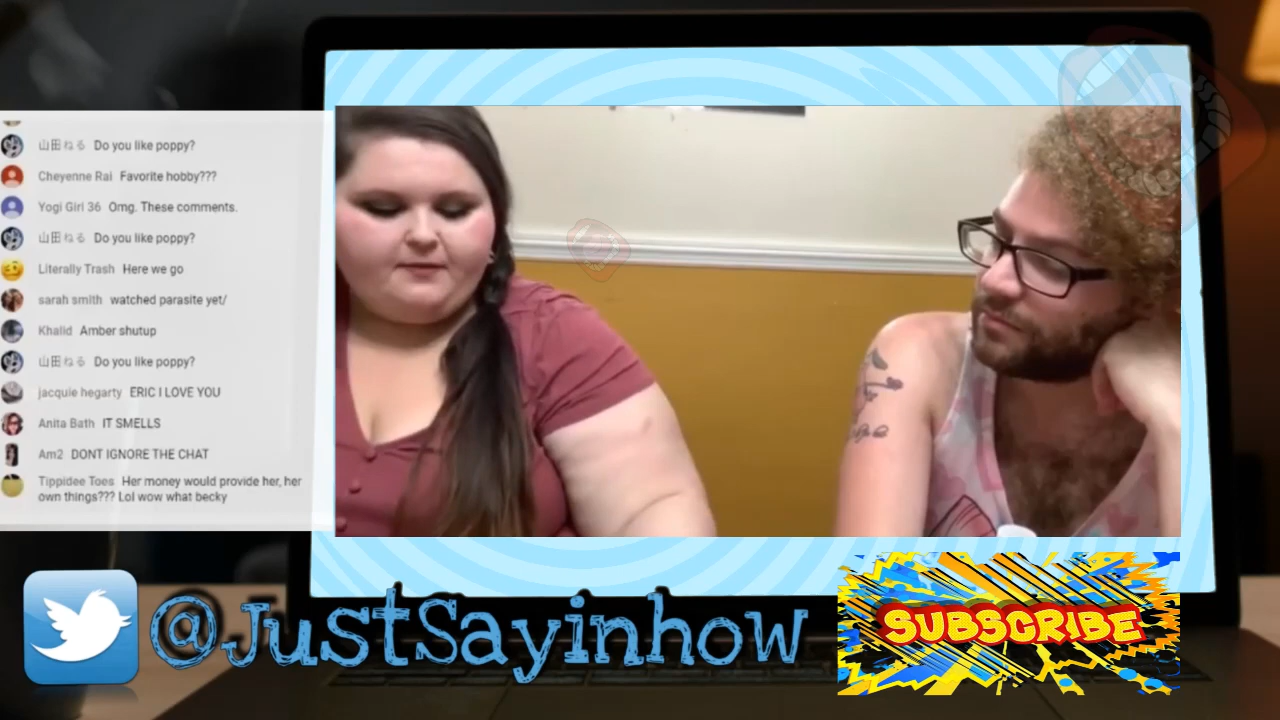 山田ねる Do you like poppy?
Cheyenne Rai Favorite hobby???
Yogi Girl 36 Omg. These comments.
山田ねる Do you like poppy?
Literally Trash Here we go
sarah smith watched parasite yet/
Khalid Amber shutup
山田ねる Do you like poppy?
jacquie hegarty ERIC I LOVE YOU
Anita Bath IT SMELLS
Am2 DONT IGNORE THE CHAT
Tippidee Toes Her money would provide her, her
own things??? Lol wow what becky
@JustSayinhow
SUBSCRIBE